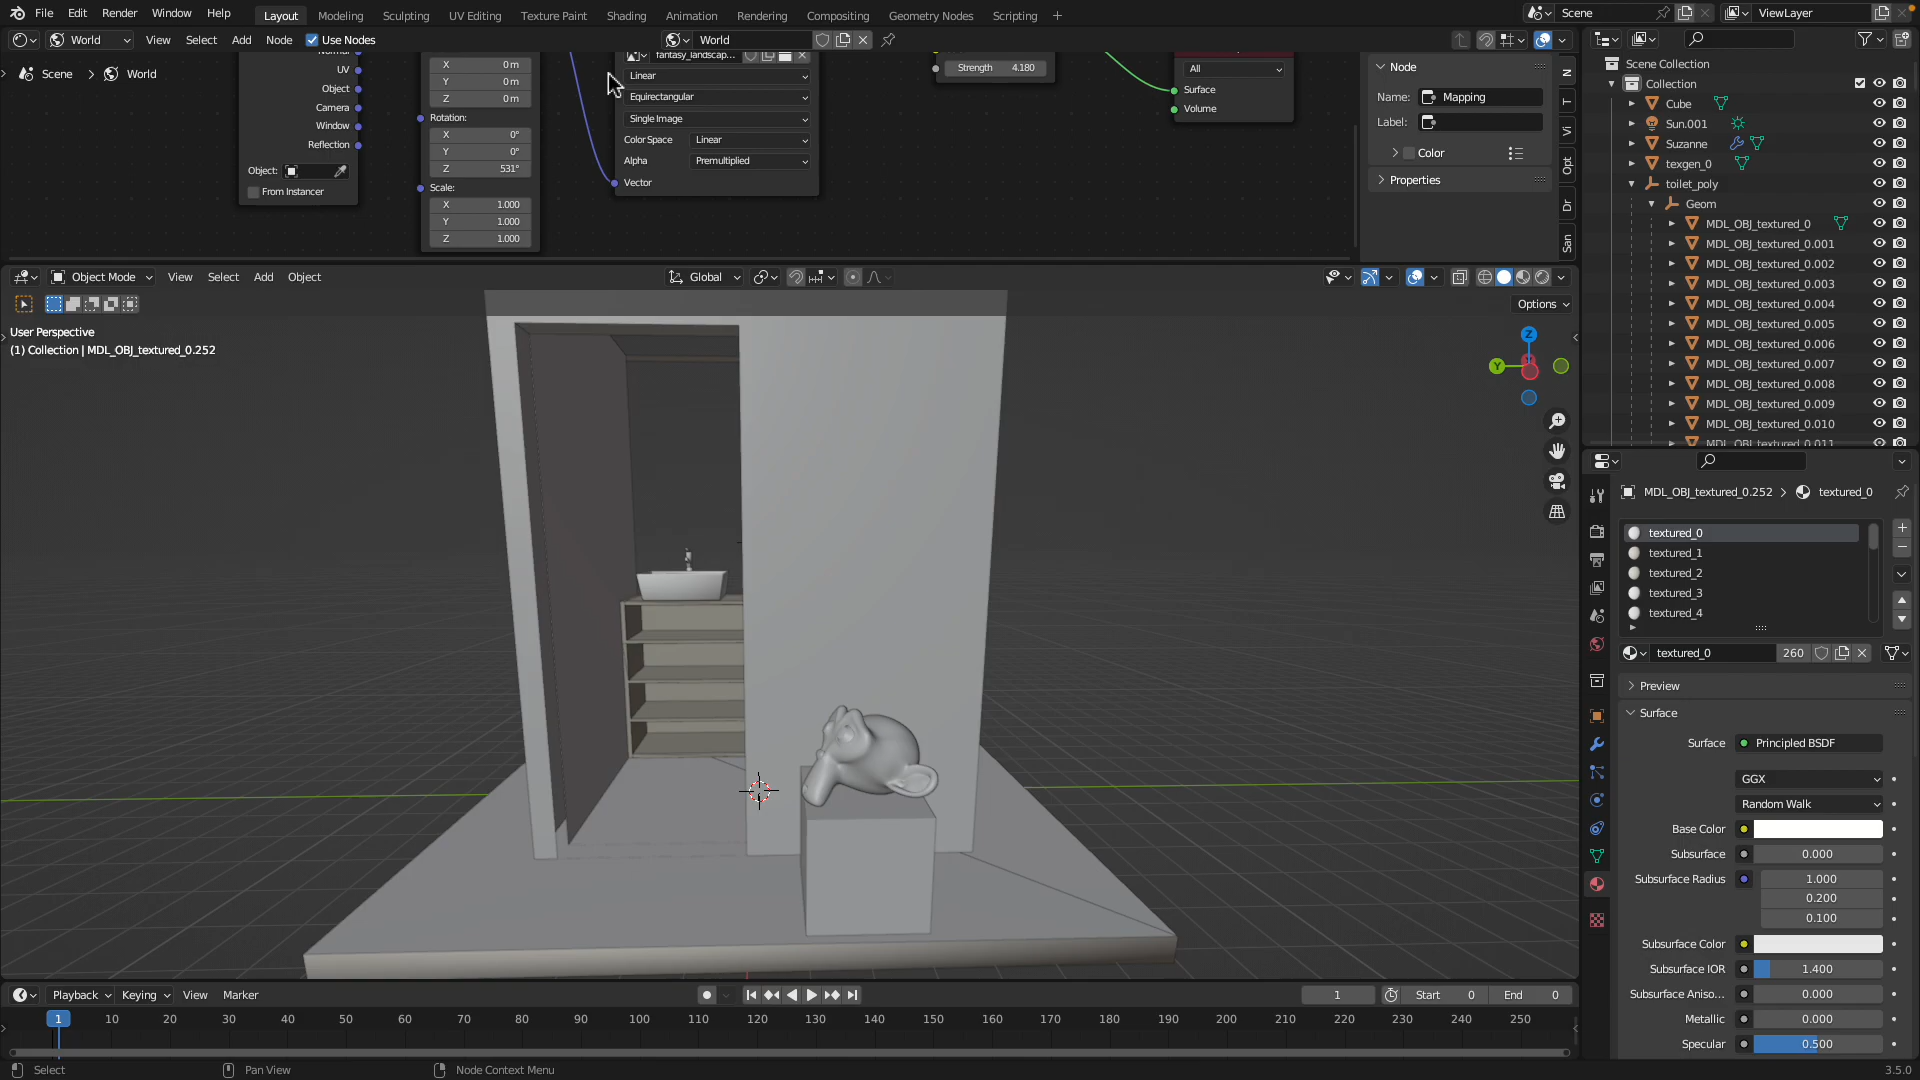 File Edit Render Window Help Layout Modeling Sculpting UV Editing Texture Paint Shading Animation Rendering Compositing Geometry Nodes Scripting + Scene ViewLayer
World View Select Add Node Use Nodes World
Scene > World
UV
Object
Camera
Window
Reflection
Object:
From Instancer
X 0 m
Y 0 m
Z 0 m
Rotation:
X 0°
Y 0°
Z 531°
Scale:
X 1.000
Y 1.000
Z 1.000
fantasy_landscap...
Linear
Equirectangular
Single Image
Color Space Linear
Alpha Premultiplied
Vector
Strength 4.180
All
Surface
Volume
Node
Name: Mapping
Label:
Color
Properties
N
T
Vi
Opt
Dr
San
Scene Collection
Collection
Cube
Sun.001
Suzanne
texgen_0
toilet_poly
Geom
MDL_OBJ_textured_0
MDL_OBJ_textured_0.001
MDL_OBJ_textured_0.002
MDL_OBJ_textured_0.003
MDL_OBJ_textured_0.004
MDL_OBJ_textured_0.005
MDL_OBJ_textured_0.006
MDL_OBJ_textured_0.007
MDL_OBJ_textured_0.008
MDL_OBJ_textured_0.009
MDL_OBJ_textured_0.010
MDL_OBJ_textured_0.011
Object Mode View Select Add Object Global
Options
User Perspective
(1) Collection | MDL_OBJ_textured_0.252
Z
Y
MDL_OBJ_textured_0.252 > textured_0
textured_0
textured_1
textured_2
textured_3
textured_4
textured_0 260
Preview
Surface
Surface Principled BSDF
GGX
Random Walk
Base Color
Subsurface 0.000
Subsurface Radius 1.000
0.200
0.100
Subsurface Color
Subsurface IOR 1.400
Subsurface Aniso... 0.000
Metallic 0.000
Specular 0.500
Playback Keying View Marker 1 Start 0 End 0
1 10 20 30 40 50 60 70 80 90 100 110 120 130 140 150 160 170 180 190 200 210 220 230 240 250
Select Pan View Node Context Menu 3.5.0